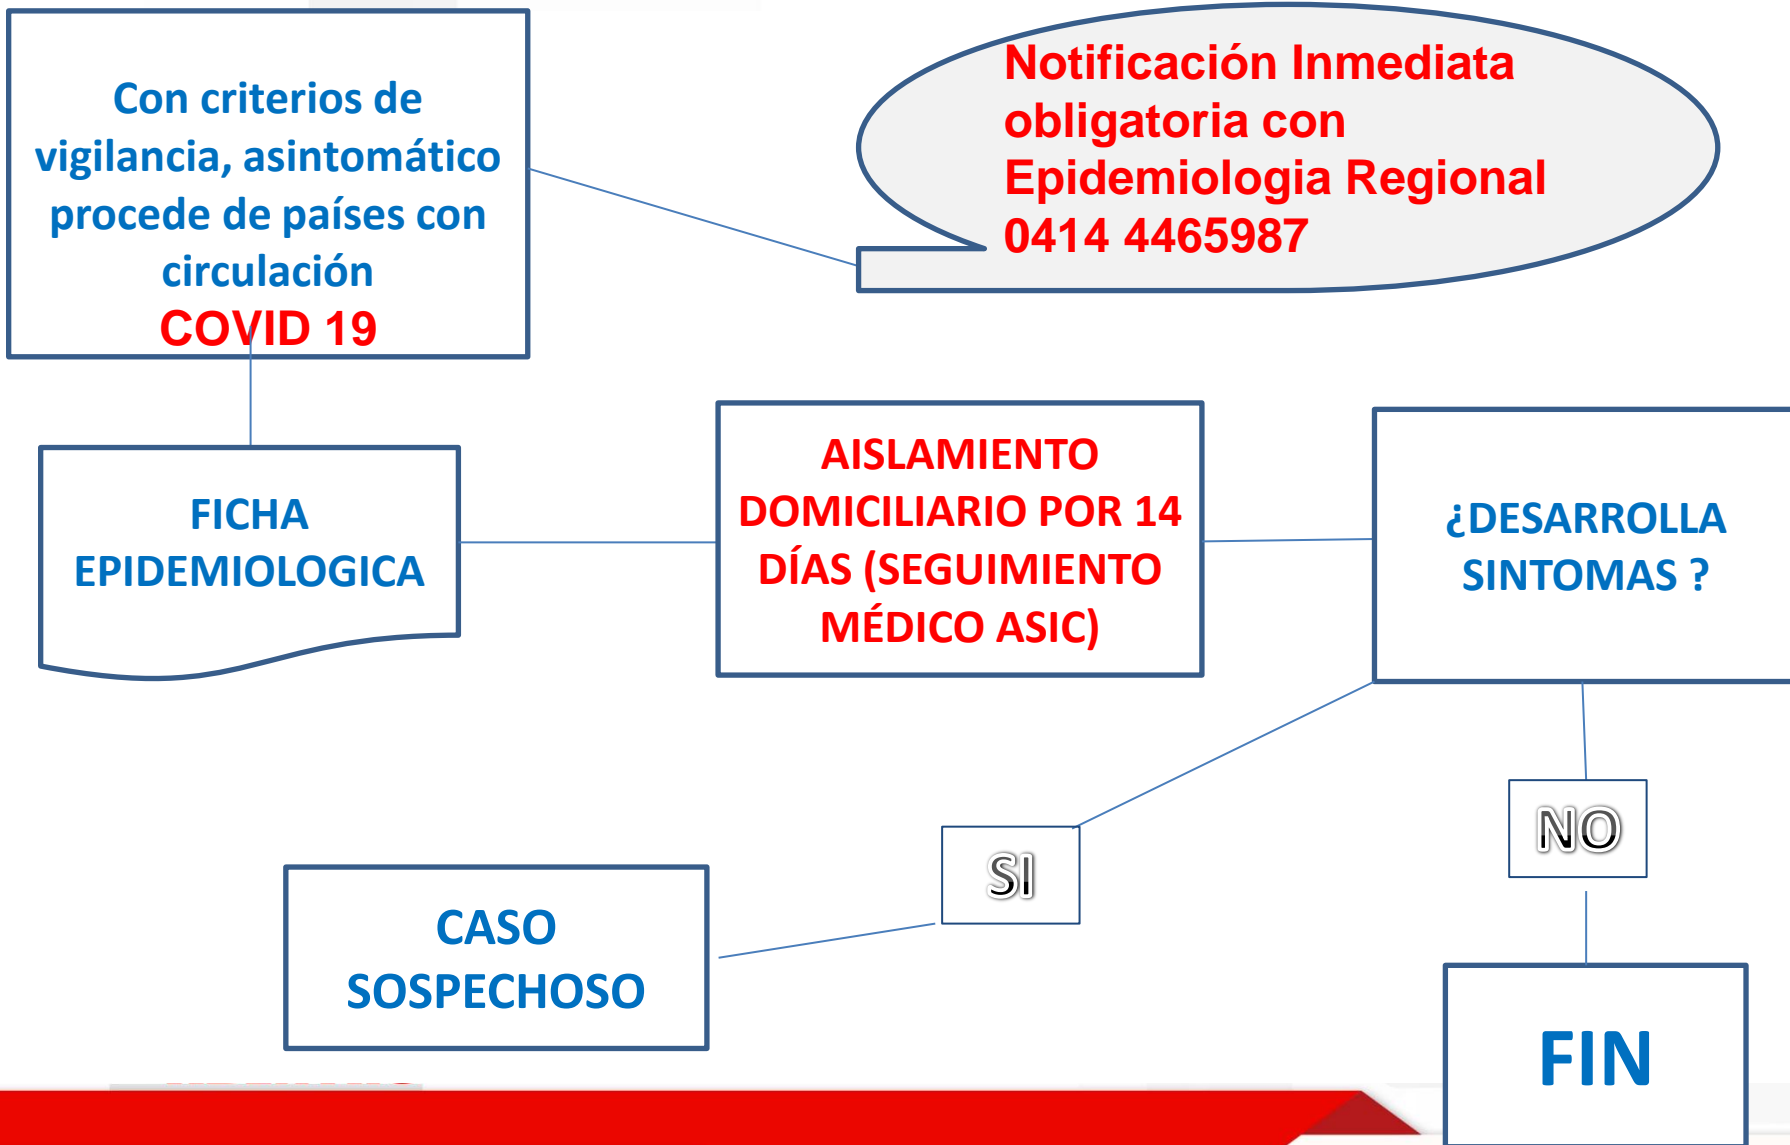 Con criterios de
vigilancia, asintomático
procede de países con
circulación
COVID 19
Notificación Inmediata
obligatoria con
Epidemiologia Regional
0414 4465987
FICHA
EPIDEMIOLOGICA
AISLAMIENTO
DOMICILIARIO POR 14
DÍAS (SEGUIMIENTO
MÉDICO ASIC)
¿DESARROLLA
SINTOMAS ?
SI
NO
CASO
SOSPECHOSO
FIN